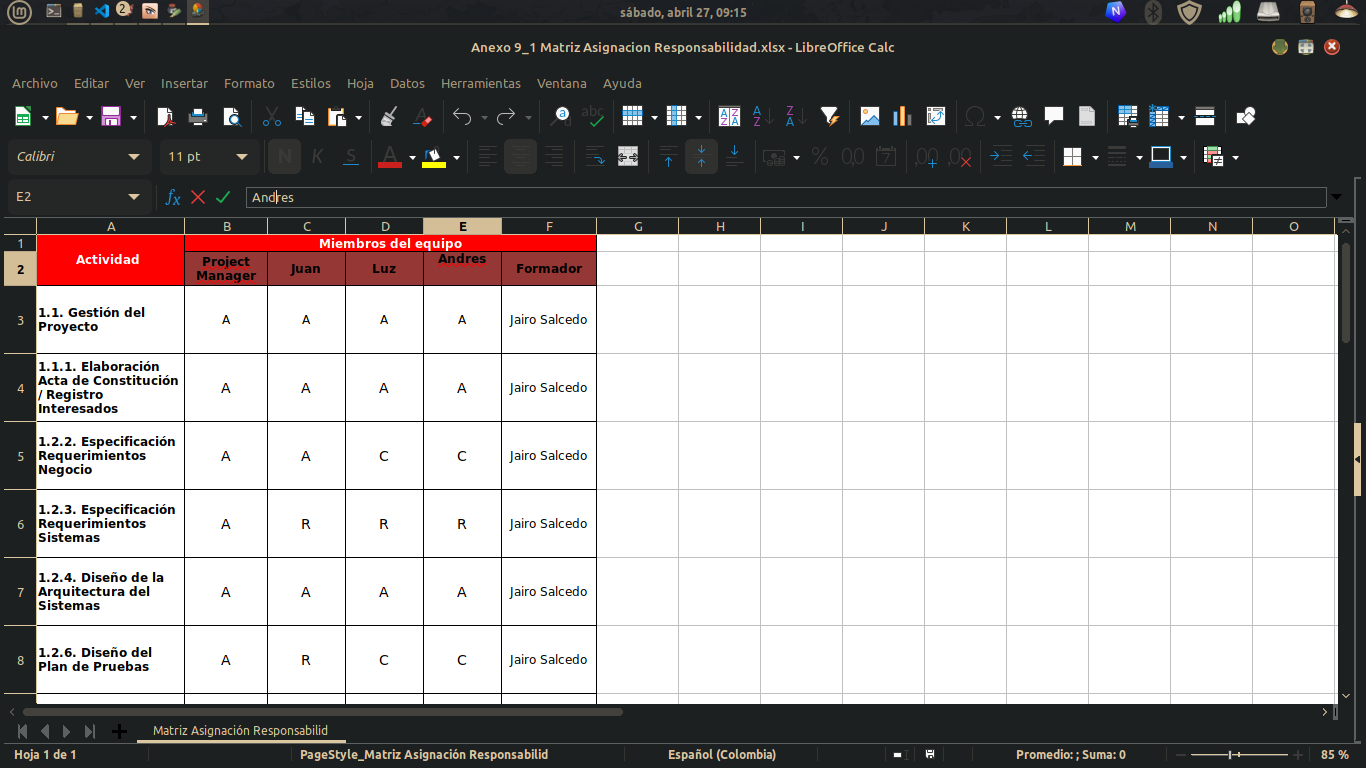 sábado, abril 27, 09:15
2
N
Anexo 9_1 Matriz Asignacion Responsabilidad.xlsx - LibreOffice Calc
Archivo Editar Ver Insertar Formato Estilos Hoja Datos Herramientas Ventana Ayuda
Calibri 11 pt N K S
E2 fx Andres
A B C D E F G H I J K L M N O
1 Actividad Miembros del equipo
2 Project Manager Juan Luz Andres Formador
3 1.1. Gestión del Proyecto A A A A Jairo Salcedo
4 1.1.1. Elaboración Acta de Constitución / Registro Interesados A A A A Jairo Salcedo
5 1.2.2. Especificación Requerimientos Negocio A A C C Jairo Salcedo
6 1.2.3. Especificación Requerimientos Sistemas A R R R Jairo Salcedo
7 1.2.4. Diseño de la Arquitectura del Sistemas A A A A Jairo Salcedo
8 1.2.6. Diseño del Plan de Pruebas A R C C Jairo Salcedo
Matriz Asignación Responsabilid
Hoja 1 de 1 PageStyle_Matriz Asignación Responsabilid Español (Colombia) Promedio: ; Suma: 0 85 %